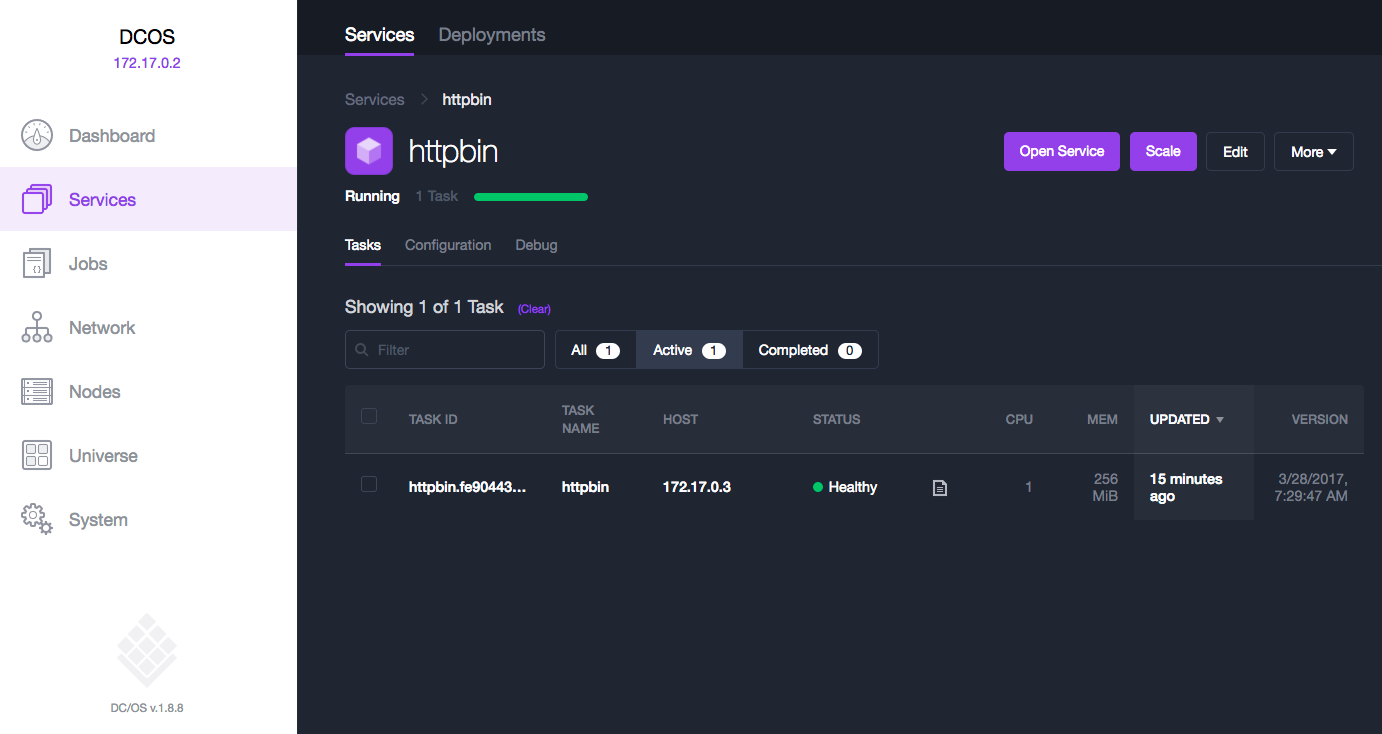 DCOS
172.17.0.2
Dashboard
Services
Jobs
Network
Nodes
Universe
System
DC/OS v.1.8.8
Services Deployments
Services httpbin
httpbin
Open Service Scale Edit More
Running 1 Task
Tasks Configuration Debug
Showing 1 of 1 Task (Clear)
Filter All 1 Active 1 Completed 0
TASK ID TASK NAME HOST STATUS CPU MEM UPDATED VERSION
httpbin.fe90443... httpbin 172.17.0.3 Healthy 1 256 MiB 15 minutes ago 3/28/2017, 7:29:47 AM